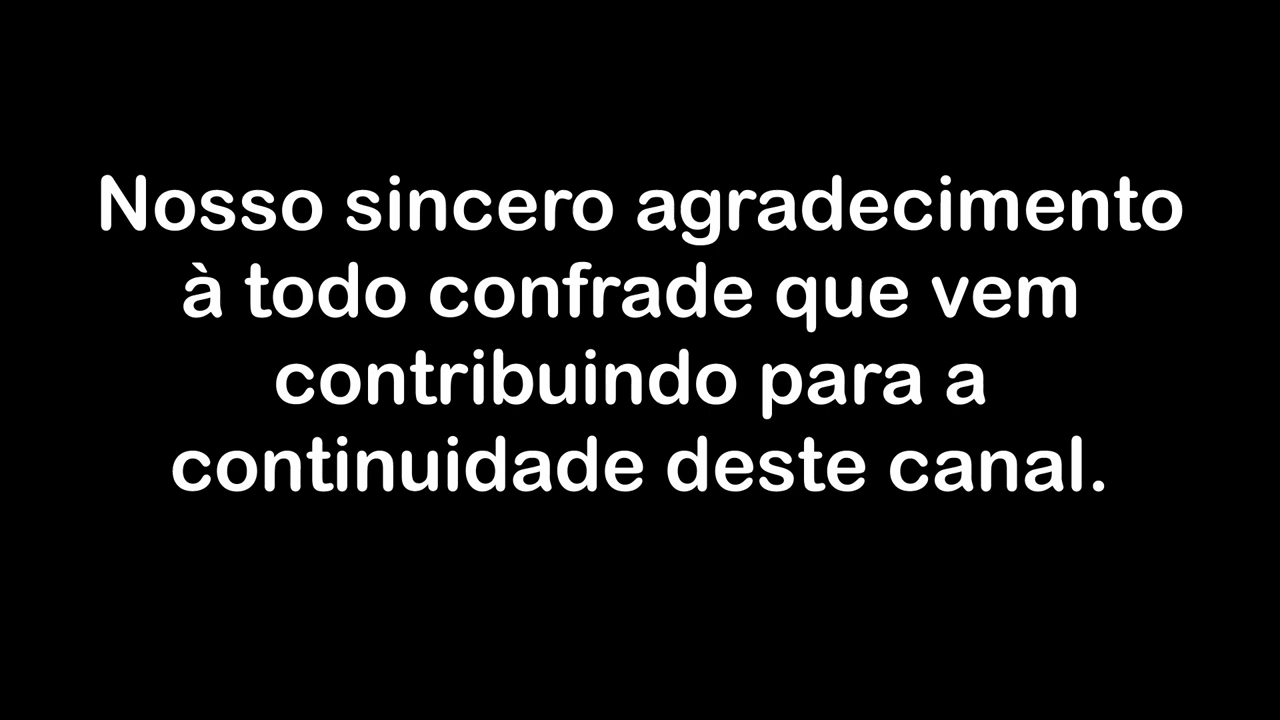 Nosso sincero agradecimento
à todo confrade que vem
contribuindo para a
continuidade deste canal.